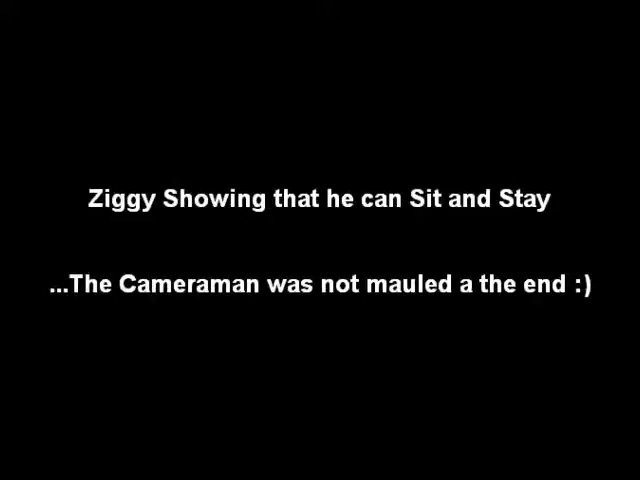 Ziggy Showing that he can Sit and Stay
...The Cameraman was not mauled a the end :)